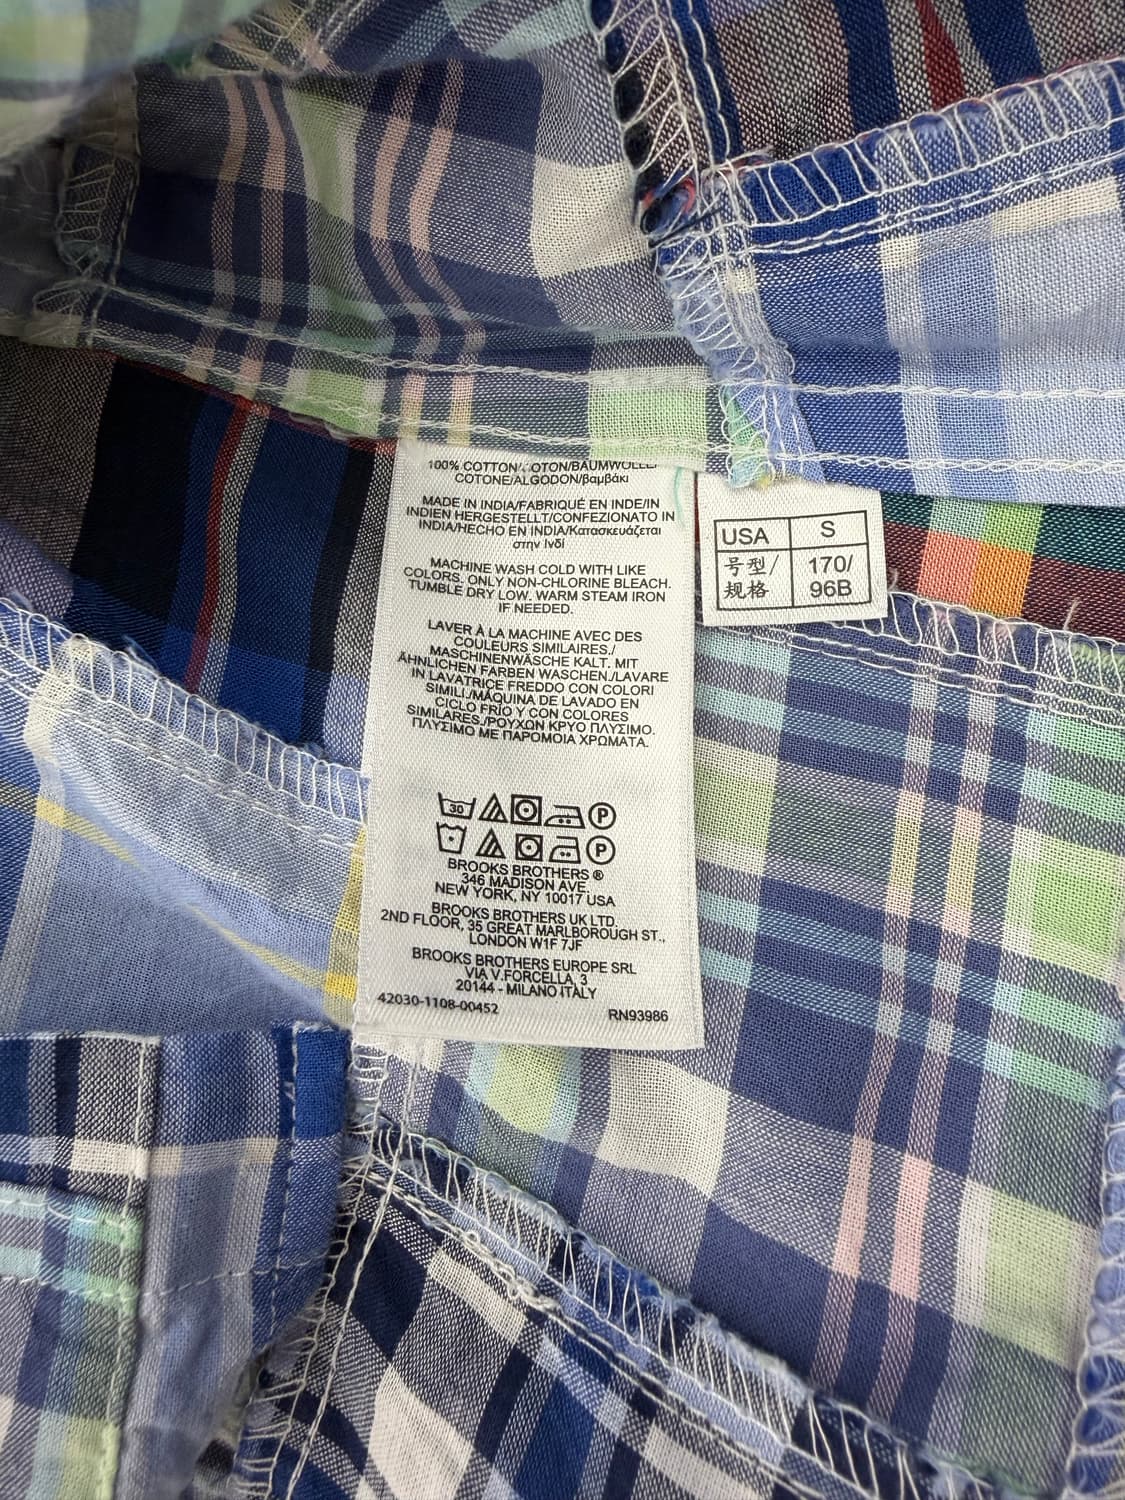 100% COTTON/COTON/BAUMWOLLE/
COTONE/ALGODON/βαμβάκι
MADE IN INDIA/FABRIQUÉ EN INDE/IN
INDIEN HERGESTELLT/CONFEZIONATO IN
INDIA/HECHO EN INDIA/Κατασκευάζεται
στην Ινδί
MACHINE WASH COLD WITH LIKE
COLORS. ONLY NON-CHLORINE BLEACH.
TUMBLE DRY LOW. WARM STEAM IRON
IF NEEDED.
LAVER À LA MACHINE AVEC DES
COULEURS SIMILAIRES./
MASCHINENWÄSCHE KALT. MIT
ÄHNLICHEN FARBEN WASCHEN./LAVARE
IN LAVATRICE FREDDO CON COLORI
SIMILI./MÁQUINA DE LAVADO EN
CICLO FRÍO Y CON COLORES
SIMILARES./ΡΟΥΧΩΝ ΚΡΥΟ ΠΛΥΣΙΜΟ.
ΠΛΥΣΙΜΟ ΜΕ ΠΑΡΟΜΟΙΑ ΧΡΩΜΑΤΑ.
30 P
P
BROOKS BROTHERS ®
346 MADISON AVE,
NEW YORK, NY 10017 USA
BROOKS BROTHERS UK LTD.
2ND FLOOR, 35 GREAT MARLBOROUGH ST.,
LONDON W1F 7JF
BROOKS BROTHERS EUROPE SRL
VIA V.FORCELLA, 3
20144 - MILANO ITALY
42030-1108-00452 RN93986
USA S
号型/ 170/
规格 96B